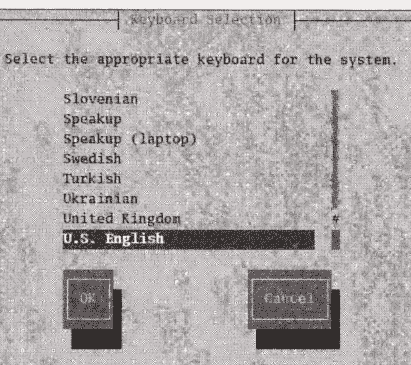 Keyboard Selection
Select the appropriate keyboard for the system.
Slovenian
Speakup
Speakup (laptop)
Swedish
Turkish
Ukrainian
United Kingdom #
U.S. English
OK Cancel